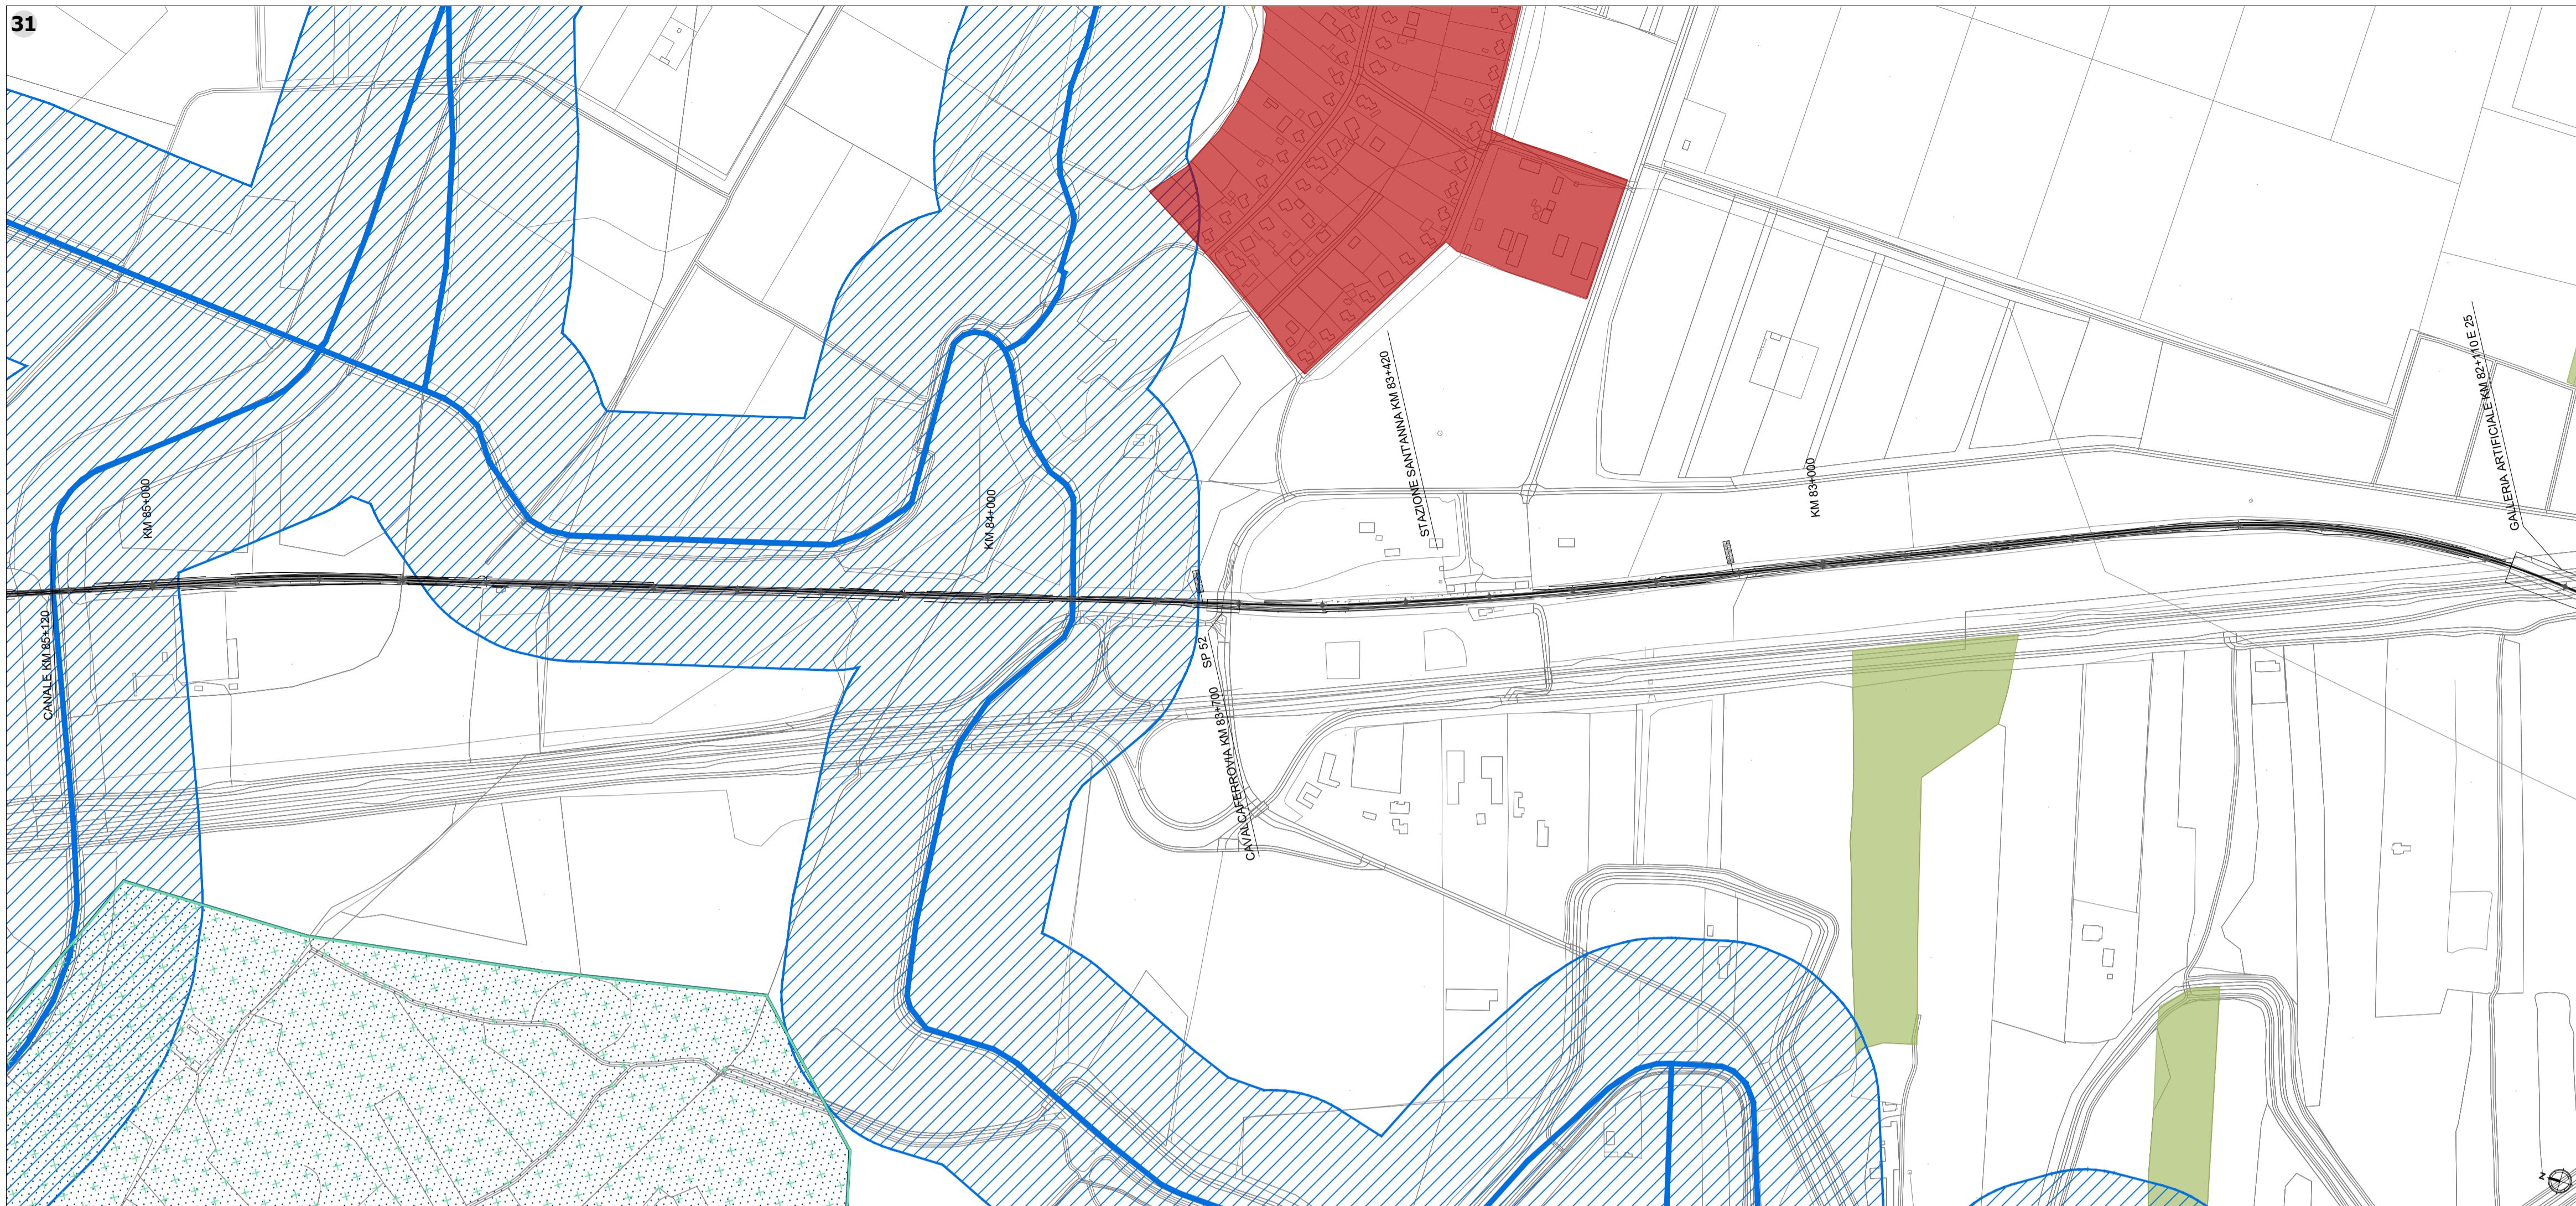 31
GALLERIA ARTIFICIALE KM 82+110 E 25
STAZIONE SANT'ANNA KM 83+420
KM 85+000
KM 84+000
KM 83+000
CANALE KM 85+120
SP 52
CAVALCAFERROVIA KM 83+700
N